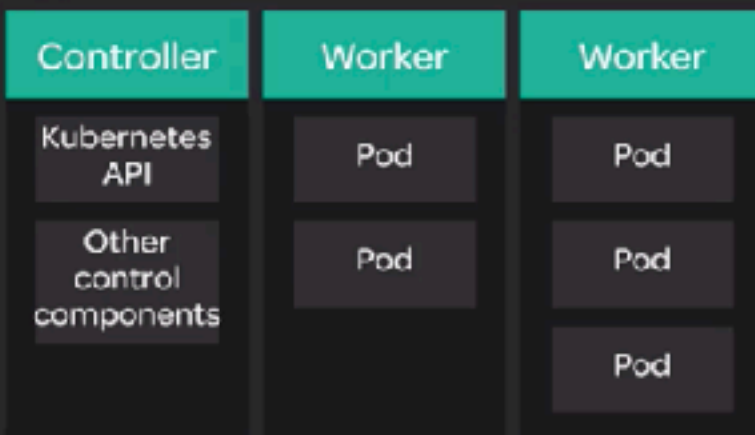 Controller
Kubernetes
API
Other
control
components
Worker
Pod
Pod
Worker
Pod
Pod
Pod